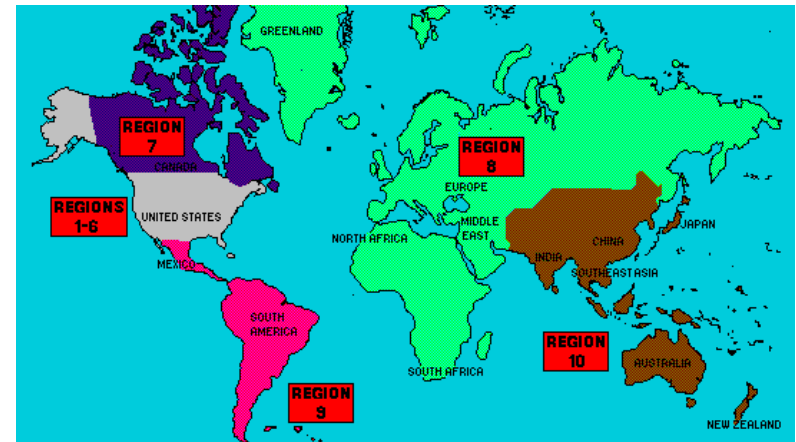 GREENLAND
REGION
7
CANADA
REGION
8
EUROPE
REGIONS
1-6
UNITED STATES
MIDDLE
EAST
NORTH AFRICA
JAPAN
CHINA
INDIA
SOUTHEAST ASIA
MEXICO
SOUTH
AMERICA
REGION
10
AUSTRALIA
SOUTH AFRICA
REGION
9
NEW ZEALAND